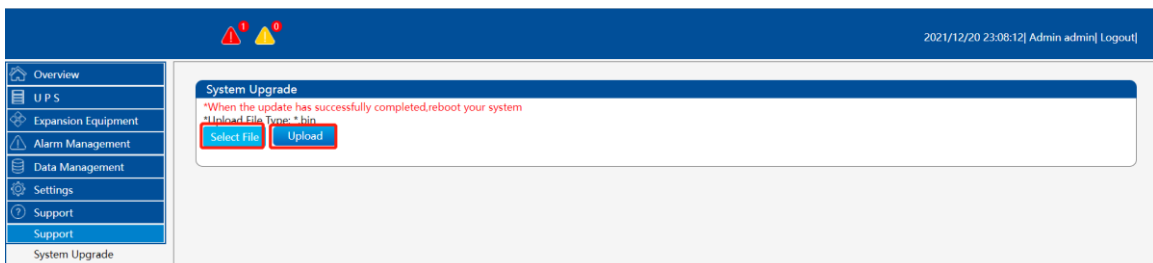 1 0
2021/12/20 23:08:12| Admin admin| Logout|
Overview
UPS
Expansion Equipment
Alarm Management
Data Management
Settings
Support
Support
System Upgrade
System Upgrade
*When the update has successfully completed,reboot your system
*Upload File Type: *.bin
Select File Upload